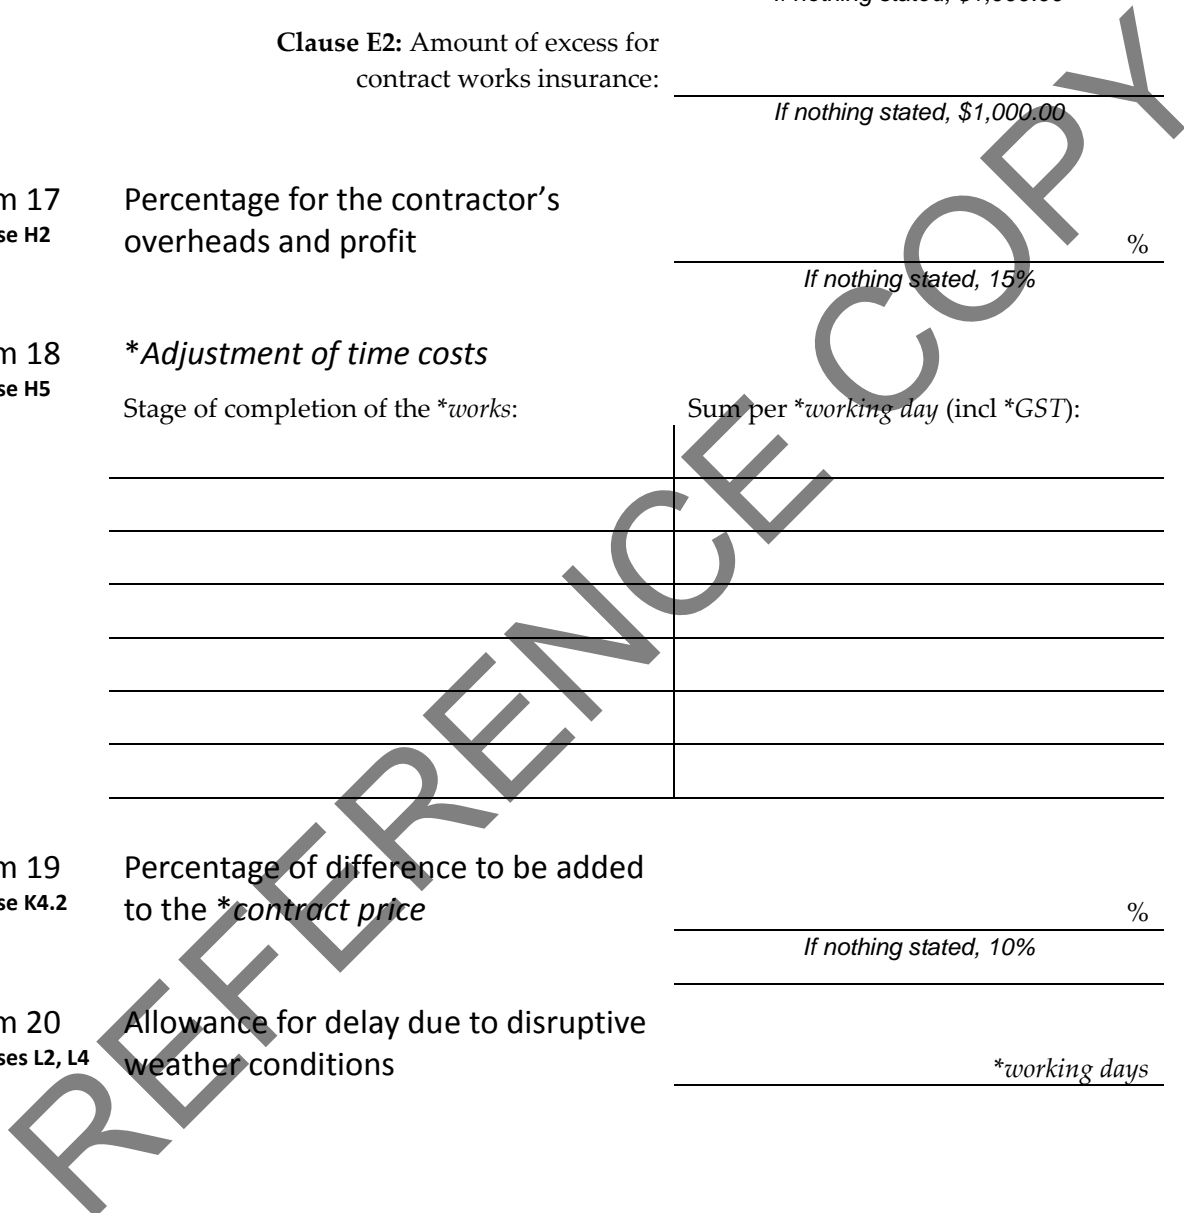 If nothing stated, $1,000.00
Clause E2: Amount of excess for
contract works insurance:
If nothing stated, $1,000.00
m 17 Percentage for the contractor's
se H2 overheads and profit %
If nothing stated, 15%
m 18 *Adjustment of time costs
se H5
Stage of completion of the *works: Sum per *working day (incl *GST):
m 19 Percentage of difference to be added
se K4.2 to the *contract price %
If nothing stated, 10%
m 20 Allowance for delay due to disruptive
ses L2, L4 weather conditions *working days
REFERENCE COPY